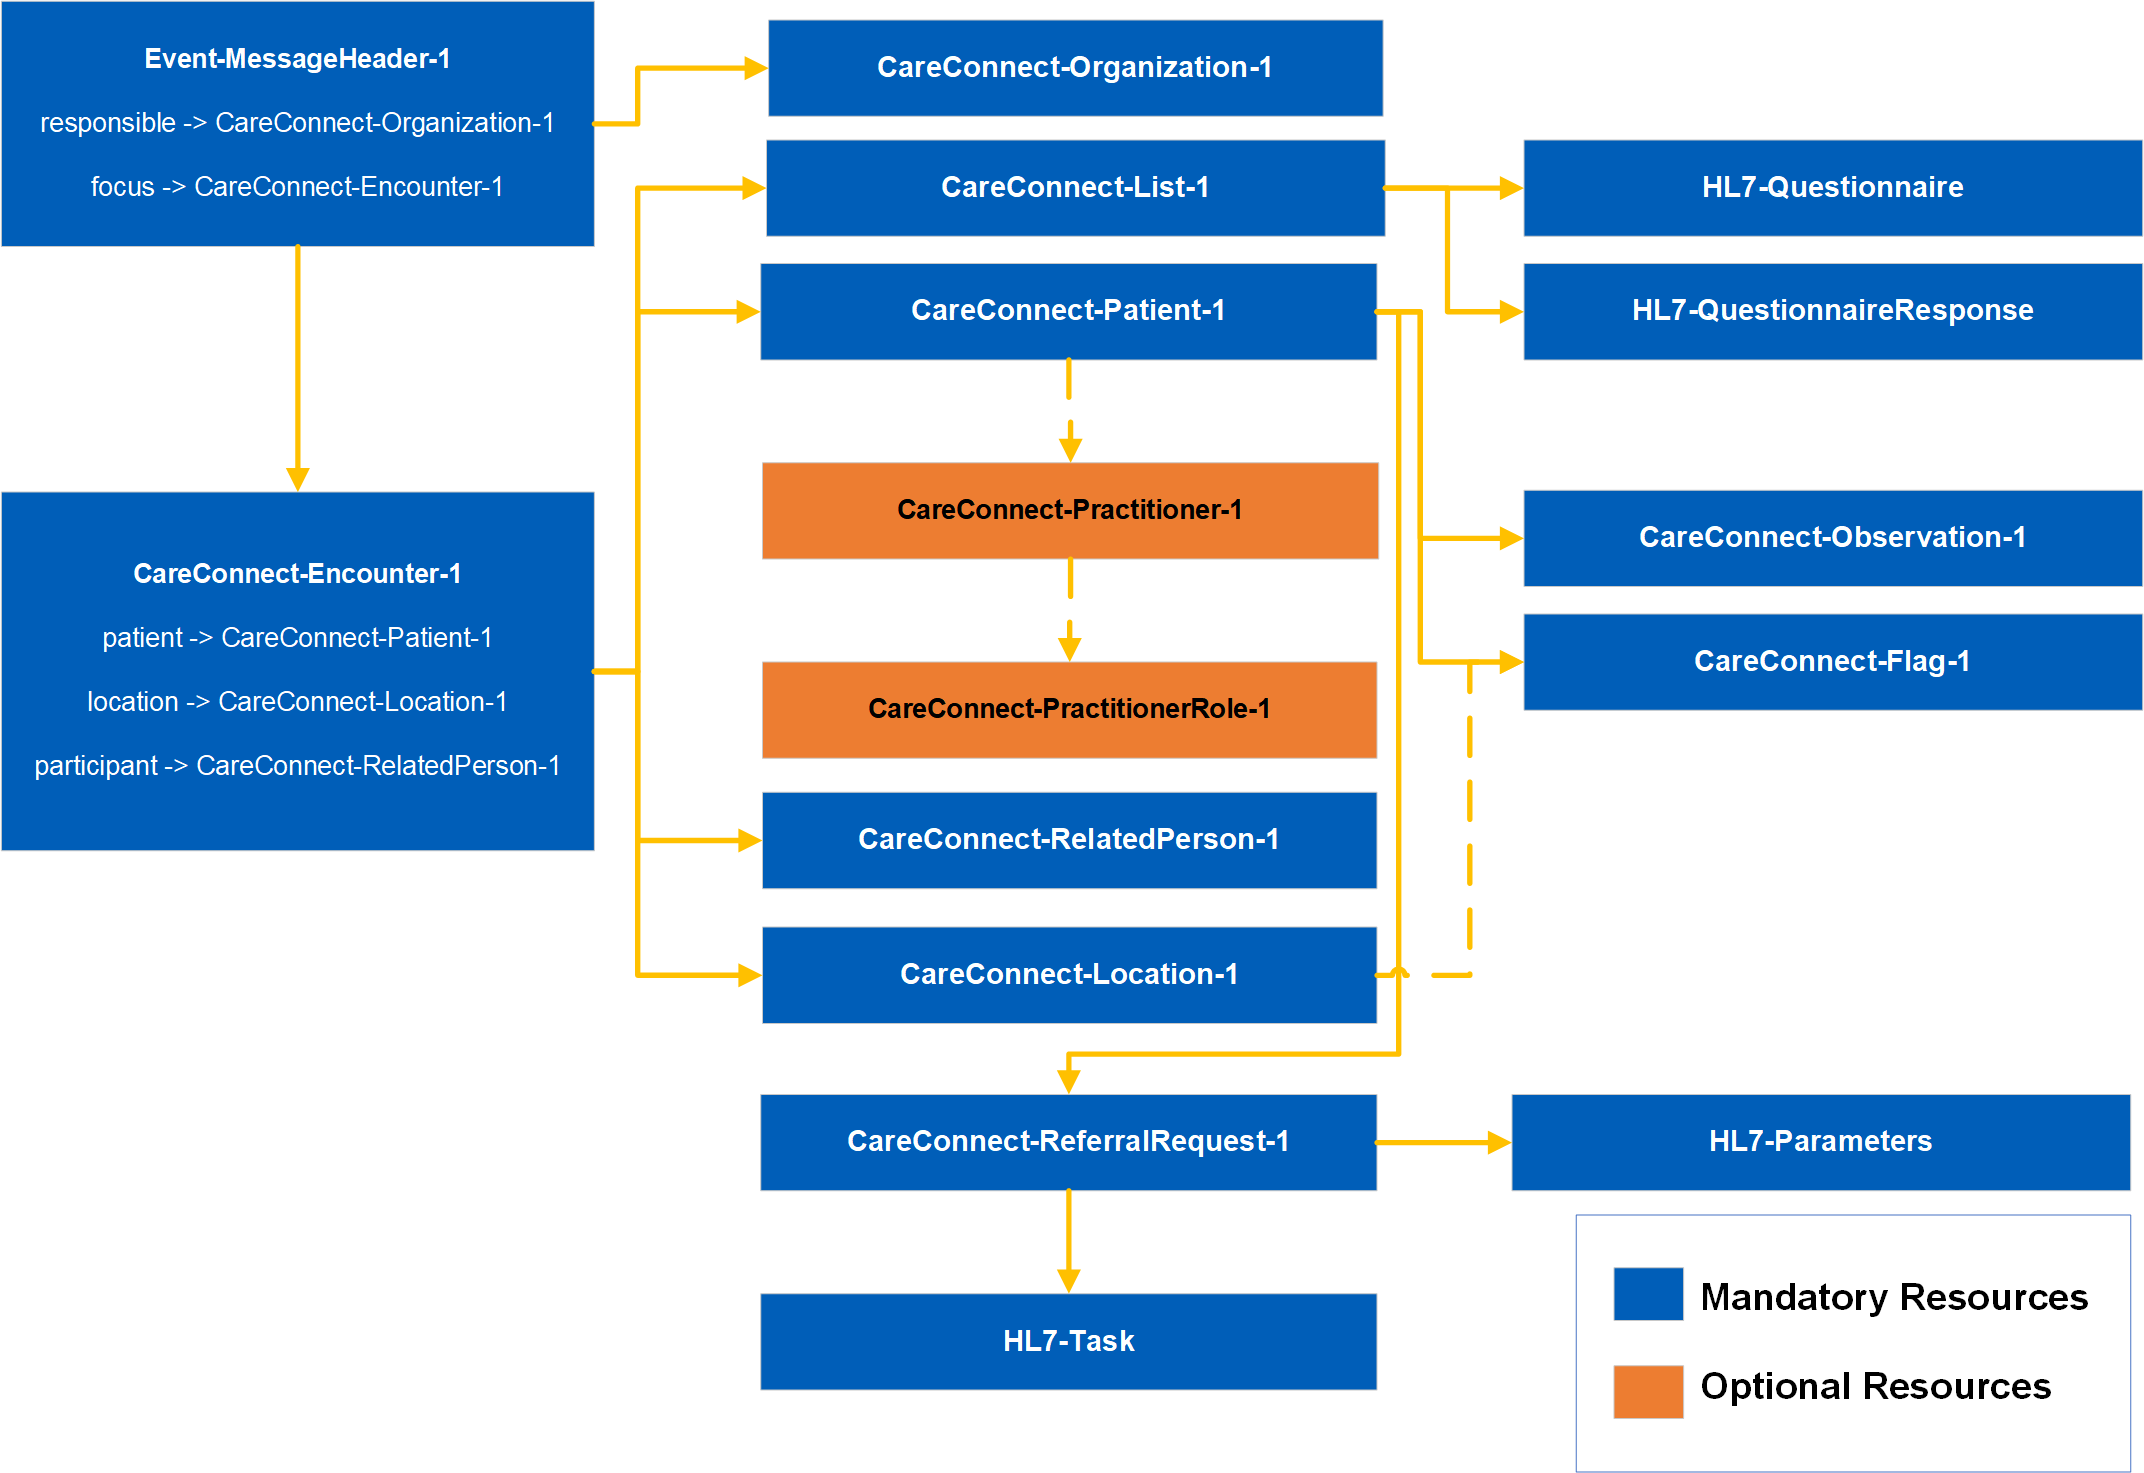 Event-MessageHeader-1
responsible -> CareConnect-Organization-1
focus -> CareConnect-Encounter-1
CareConnect-Organization-1
CareConnect-List-1
HL7-Questionnaire
CareConnect-Patient-1
HL7-QuestionnaireResponse
CareConnect-Practitioner-1
CareConnect-Observation-1
CareConnect-Encounter-1
patient -> CareConnect-Patient-1
location -> CareConnect-Location-1
participant -> CareConnect-RelatedPerson-1
CareConnect-PractitionerRole-1
CareConnect-Flag-1
CareConnect-RelatedPerson-1
CareConnect-Location-1
CareConnect-ReferralRequest-1
HL7-Parameters
HL7-Task
Mandatory Resources
Optional Resources